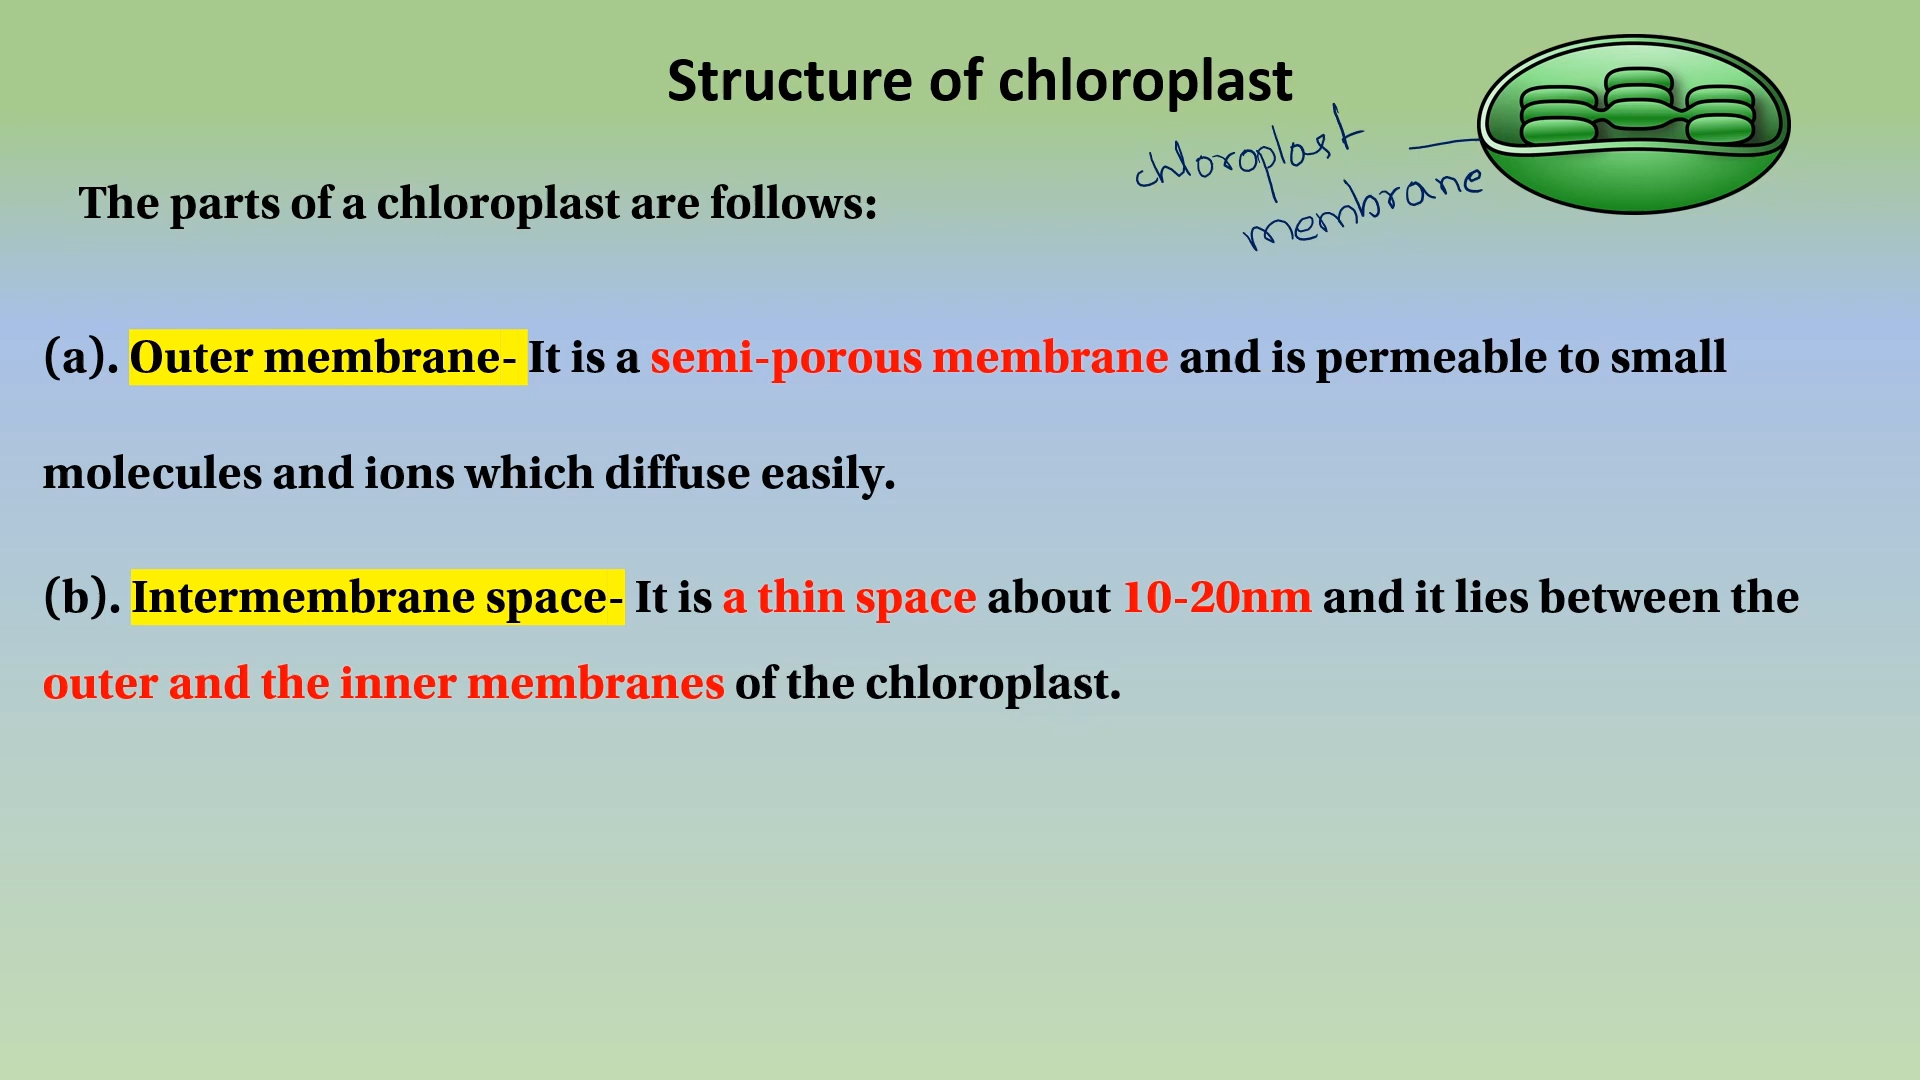 Structure of chloroplast
chloroplast
membrane
The parts of a chloroplast are follows:
(a). Outer membrane- It is a semi-porous membrane and is permeable to small
molecules and ions which diffuse easily.
(b). Intermembrane space- It is a thin space about 10-20nm and it lies between the
outer and the inner membranes of the chloroplast.